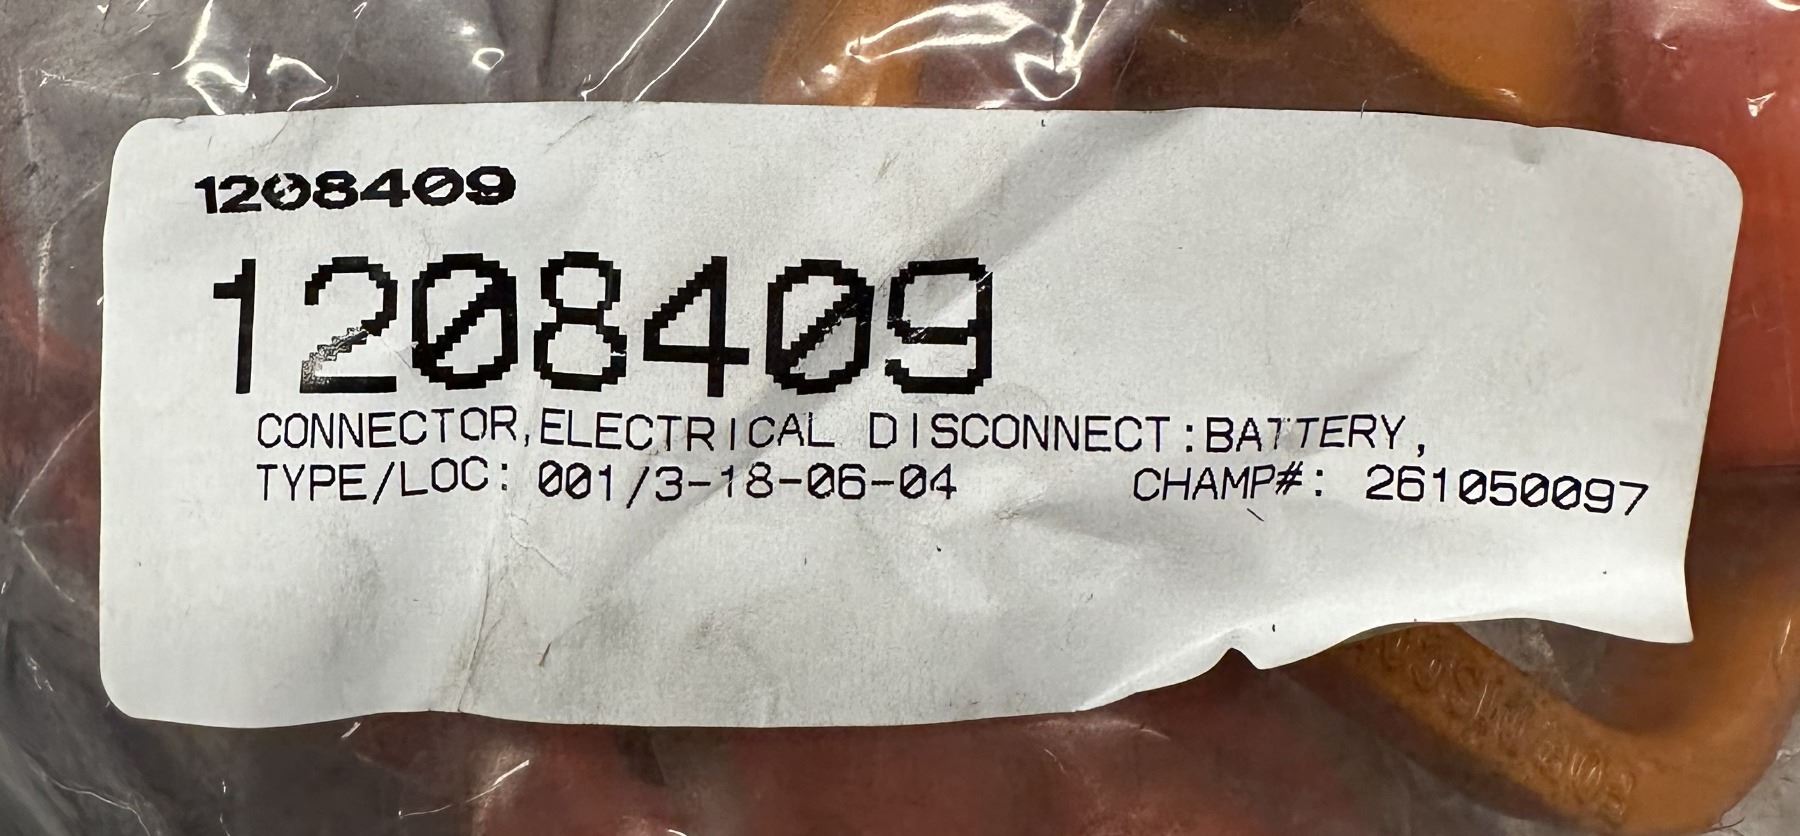 1208409
1208409
CONNECTOR,ELECTRICAL DISCONNECT:BATTERY,
TYPE/LOC: 001/3-18-06-04 CHAMP#: 261050097